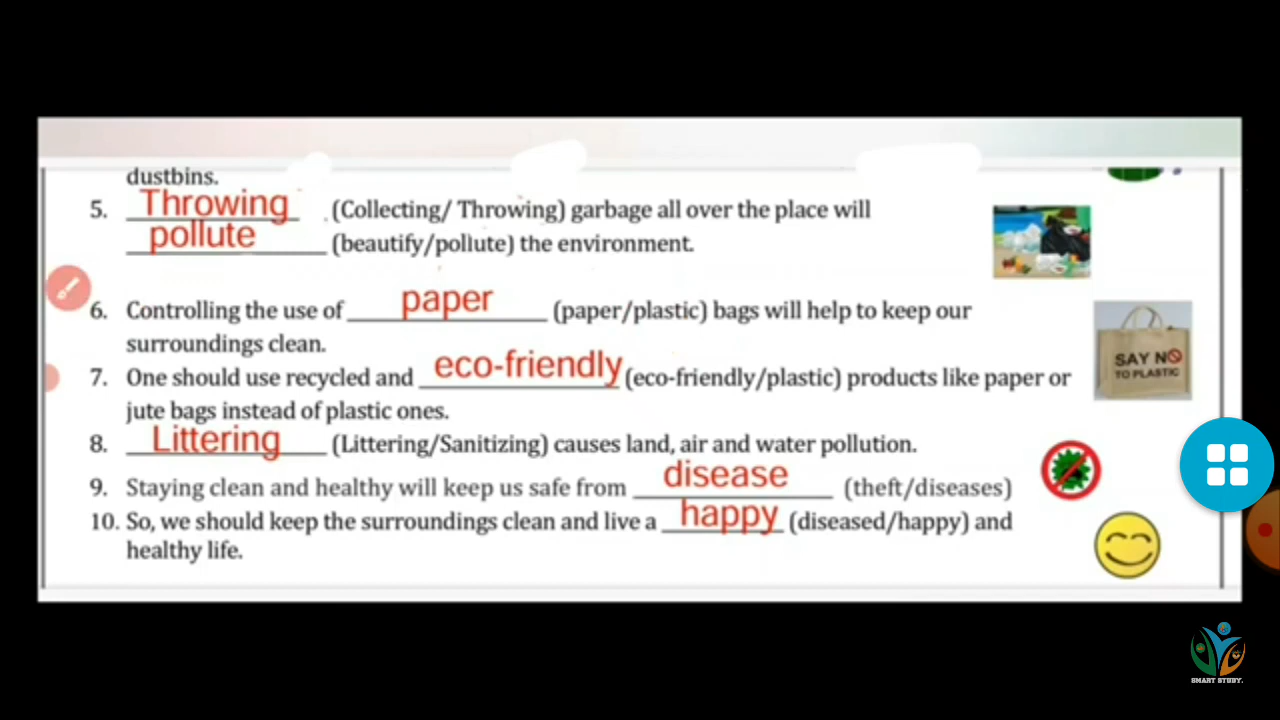 dustbins.
5. Throwing (Collecting/ Throwing) garbage all over the place will
pollute (beautify/pollute) the environment.
6. Controlling the use of paper (paper/plastic) bags will help to keep our
surroundings clean.
7. One should use recycled and eco-friendly (eco-friendly/plastic) products like paper or
jute bags instead of plastic ones.
8. Littering (Littering/Sanitizing) causes land, air and water pollution.
9. Staying clean and healthy will keep us safe from disease (theft/diseases)
10. So, we should keep the surroundings clean and live a happy (diseased/happy) and
healthy life.
SAY NO
TO PLASTIC
SMART STUDY.